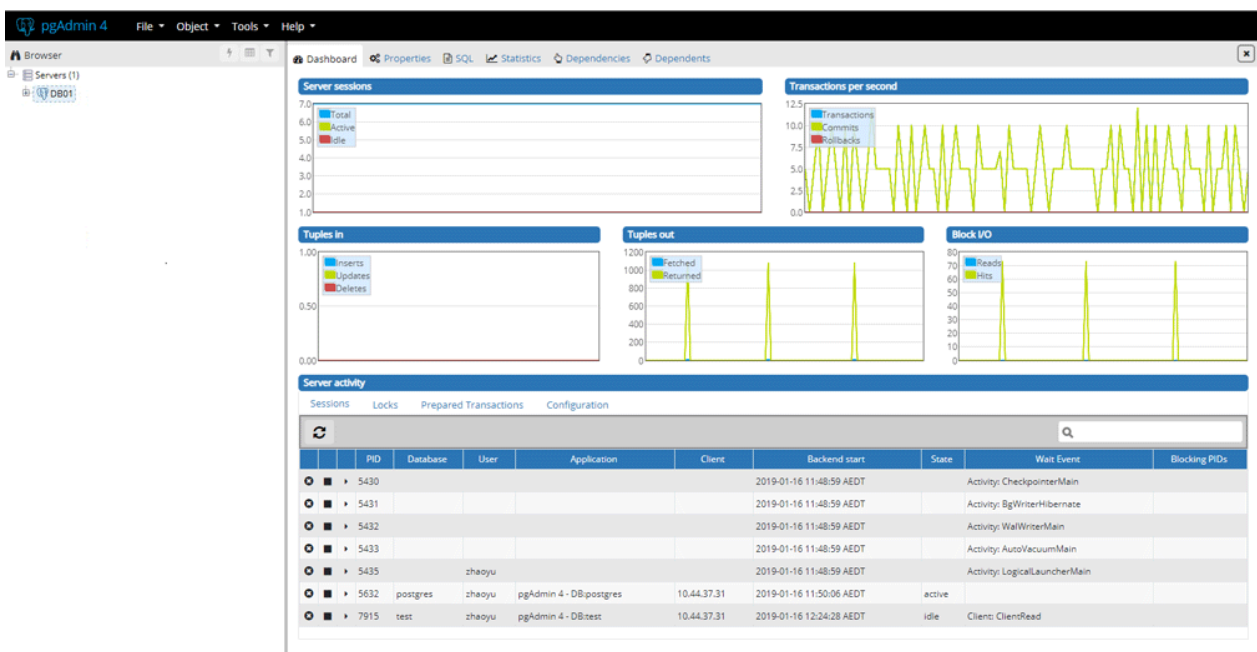 pgAdmin 4 File Object Tools Help
Browser
Servers (1)
DB01
Dashboard Properties SQL Statistics Dependencies Dependents
Server sessions
7.0
6.0
5.0
4.0
3.0
2.0
1.0
Total
Active
Idle
Transactions per second
12.5
10.0
7.5
5.0
2.5
0.0
Transactions
Commits
Rollbacks
Tuples in
1.00
0.50
0.00
Inserts
Updates
Deletes
Tuples out
1200
1000
800
600
400
200
0
Fetched
Returned
Block I/O
80
70
60
50
40
30
20
10
0
Reads
Hits
Server activity
Sessions Locks Prepared Transactions Configuration
PID Database User Application Client Backend start State Wait Event Blocking PIDs
5430 2019-01-16 11:48:59 AEDT Activity: CheckpointerMain
5431 2019-01-16 11:48:59 AEDT Activity: BgWriterHibernate
5432 2019-01-16 11:48:59 AEDT Activity: WalWriterMain
5433 2019-01-16 11:48:59 AEDT Activity: AutoVacuumMain
5435 zhaoyu 2019-01-16 11:48:59 AEDT Activity: LogicalLauncherMain
5632 postgres zhaoyu pgAdmin 4 - DB:postgres 10.44.37.31 2019-01-16 11:50:06 AEDT active
7915 test zhaoyu pgAdmin 4 - DB:test 10.44.37.31 2019-01-16 12:24:28 AEDT idle Client: ClientRead